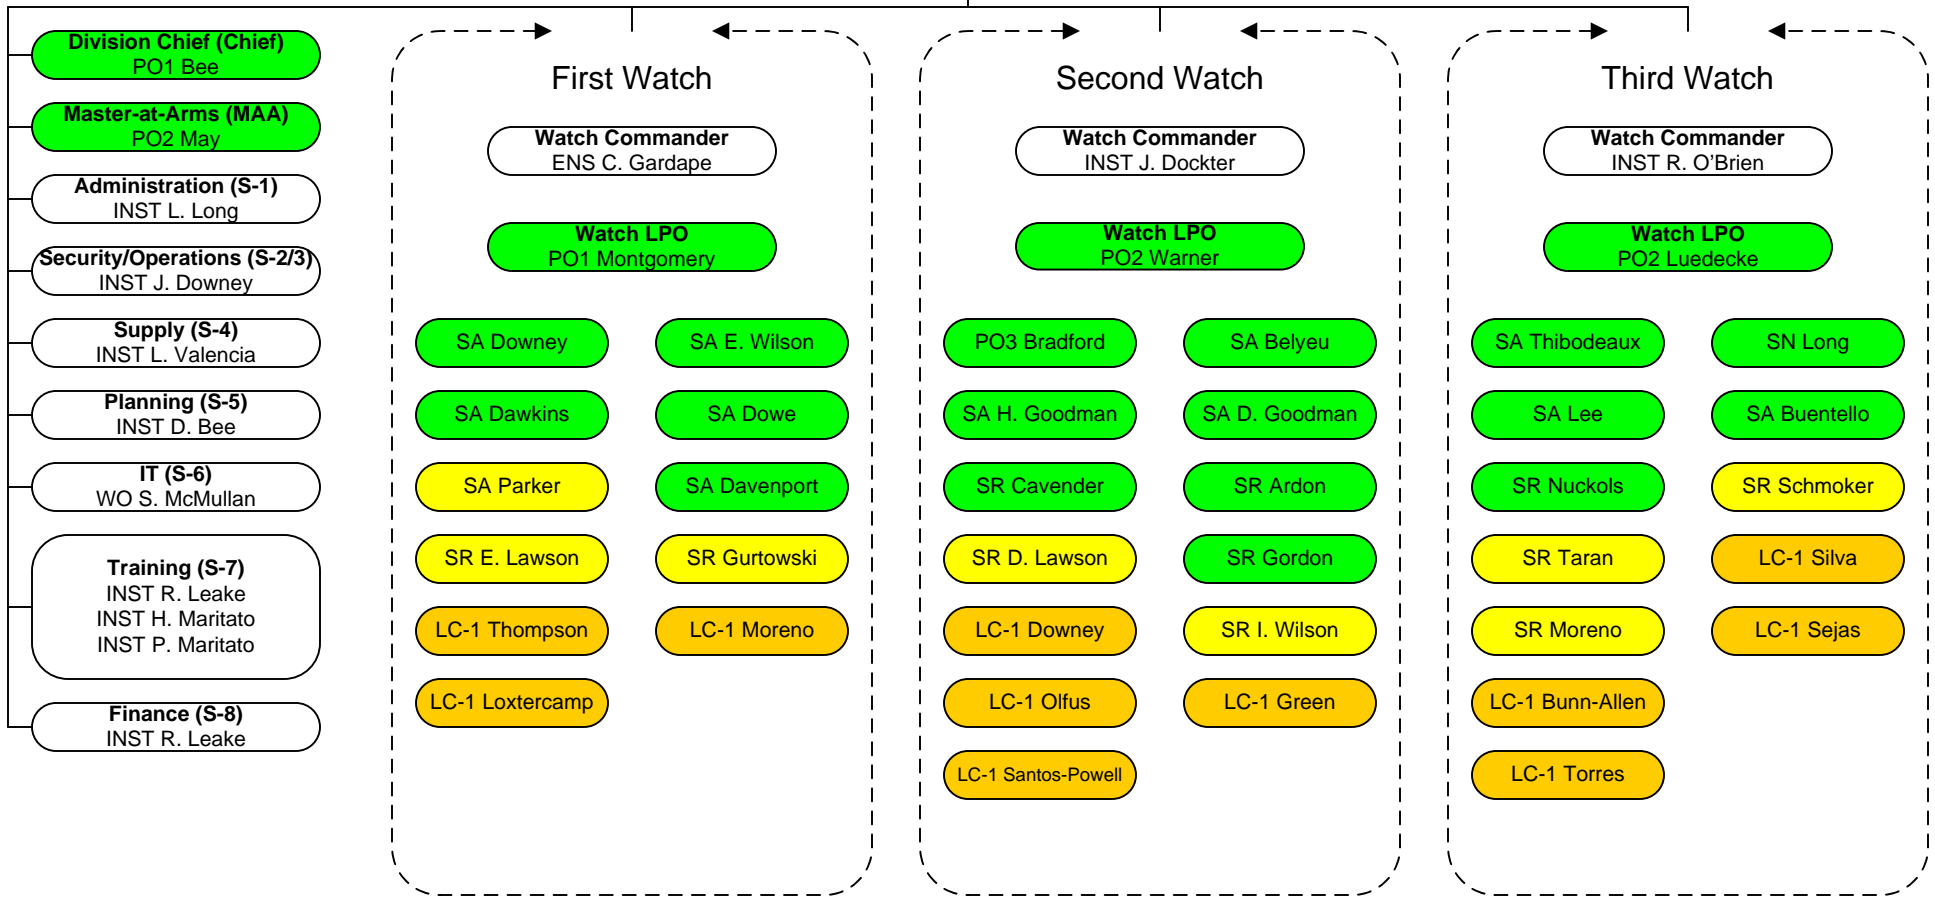 Division Chief (Chief)
PO1 Bee
Master-at-Arms (MAA)
PO2 May
Administration (S-1)
INST L. Long
Security/Operations (S-2/3)
INST J. Downey
Supply (S-4)
INST L. Valencia
Planning (S-5)
INST D. Bee
IT (S-6)
WO S. McMullan
Training (S-7)
INST R. Leake
INST H. Maritato
INST P. Maritato
Finance (S-8)
INST R. Leake
First Watch
Watch Commander
ENS C. Gardape
Watch LPO
PO1 Montgomery
SA Downey
SA E. Wilson
SA Dawkins
SA Dowe
SA Parker
SA Davenport
SR E. Lawson
SR Gurtowski
LC-1 Thompson
LC-1 Moreno
LC-1 Loxtercamp
Second Watch
Watch Commander
INST J. Dockter
Watch LPO
PO2 Warner
PO3 Bradford
SA Belyeu
SA H. Goodman
SA D. Goodman
SR Cavender
SR Ardon
SR D. Lawson
SR Gordon
LC-1 Downey
SR I. Wilson
LC-1 Olfus
LC-1 Green
LC-1 Santos-Powell
Third Watch
Watch Commander
INST R. O’Brien
Watch LPO
PO2 Luedecke
SA Thibodeaux
SN Long
SA Lee
SA Buentello
SR Nuckols
SR Schmoker
SR Taran
LC-1 Silva
SR Moreno
LC-1 Sejas
LC-1 Bunn-Allen
LC-1 Torres